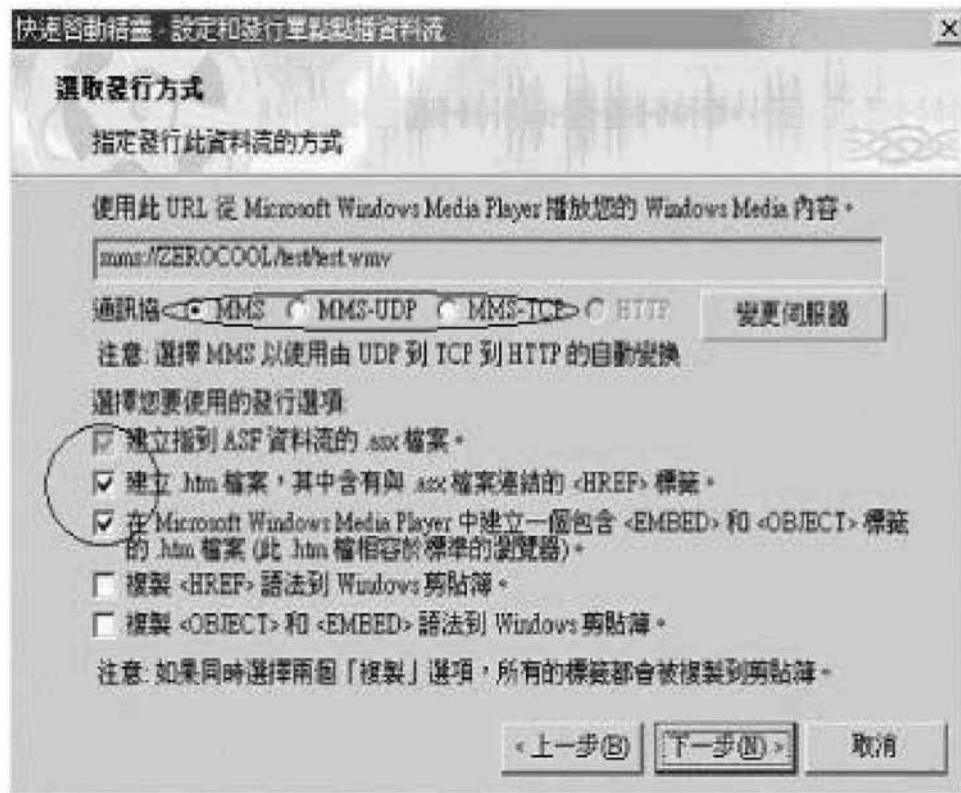 快速啟動精靈 - 設定和發行單點點播資料流
選取發行方式
指定發行此資料流的方式
使用此 URL 從 Microsoft Windows Media Player 播放您的 Windows Media 內容。
mms://ZEROCOOL/test/test.wmv
通訊協 MMS MMS-UDP MMS-TCP HTTP 變更伺服器
注意: 選擇 MMS 以使用由 UDP 到 TCP 到 HTTP 的自動變換
選擇您要使用的發行選項
建立指到 ASF 資料流的 .asx 檔案。
建立 .htm 檔案，其中含有與 .asx 檔案連結的 <HREF> 標籤。
在 Microsoft Windows Media Player 中建立一個包含 <EMBED> 和 <OBJECT> 標籤
的 .htm 檔案 (此 .htm 檔相容於標準的瀏覽器)。
複製 <HREF> 語法到 Windows 剪貼簿。
複製 <OBJECT> 和 <EMBED> 語法到 Windows 剪貼簿。
注意: 如果同時選擇兩個「複製」選項，所有的標籤都會被複製到剪貼簿。
< 上一步(B) 下一步(N) > 取消